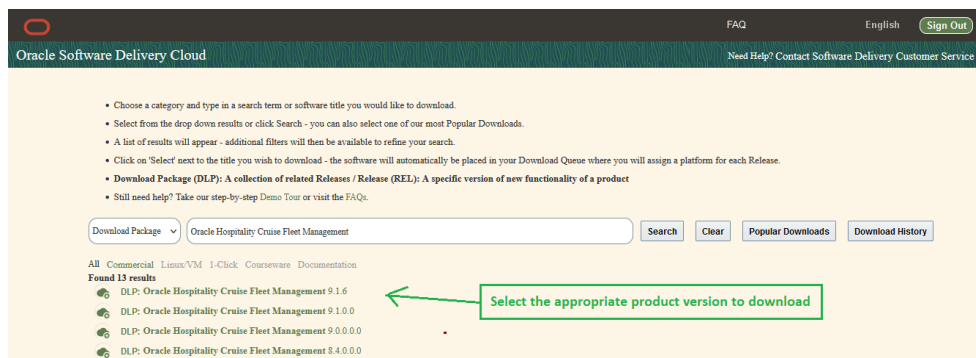 FAQ English Sign Out
Oracle Software Delivery Cloud Need Help? Contact Software Delivery Customer Service
• Choose a category and type in a search term or software title you would like to download.
• Select from the drop down results or click Search - you can also select one of our most Popular Downloads.
• A list of results will appear - additional filters will then be available to refine your search.
• Click on 'Select' next to the title you wish to download - the software will automatically be placed in your Download Queue where you will assign a platform for each Release.
• Download Package (DLP): A collection of related Releases / Release (REL): A specific version of new functionality of a product
• Still need help? Take our step-by-step Demo Tour or visit the FAQs.
Download Package Oracle Hospitality Cruise Fleet Management Search Clear Popular Downloads Download History
All Commercial Linux/VM 1-Click Courseware Documentation
Found 13 results
DLP: Oracle Hospitality Cruise Fleet Management 9.1.6
Select the appropriate product version to download
DLP: Oracle Hospitality Cruise Fleet Management 9.1.0.0
DLP: Oracle Hospitality Cruise Fleet Management 9.0.0.0.0
DLP: Oracle Hospitality Cruise Fleet Management 8.4.0.0.0